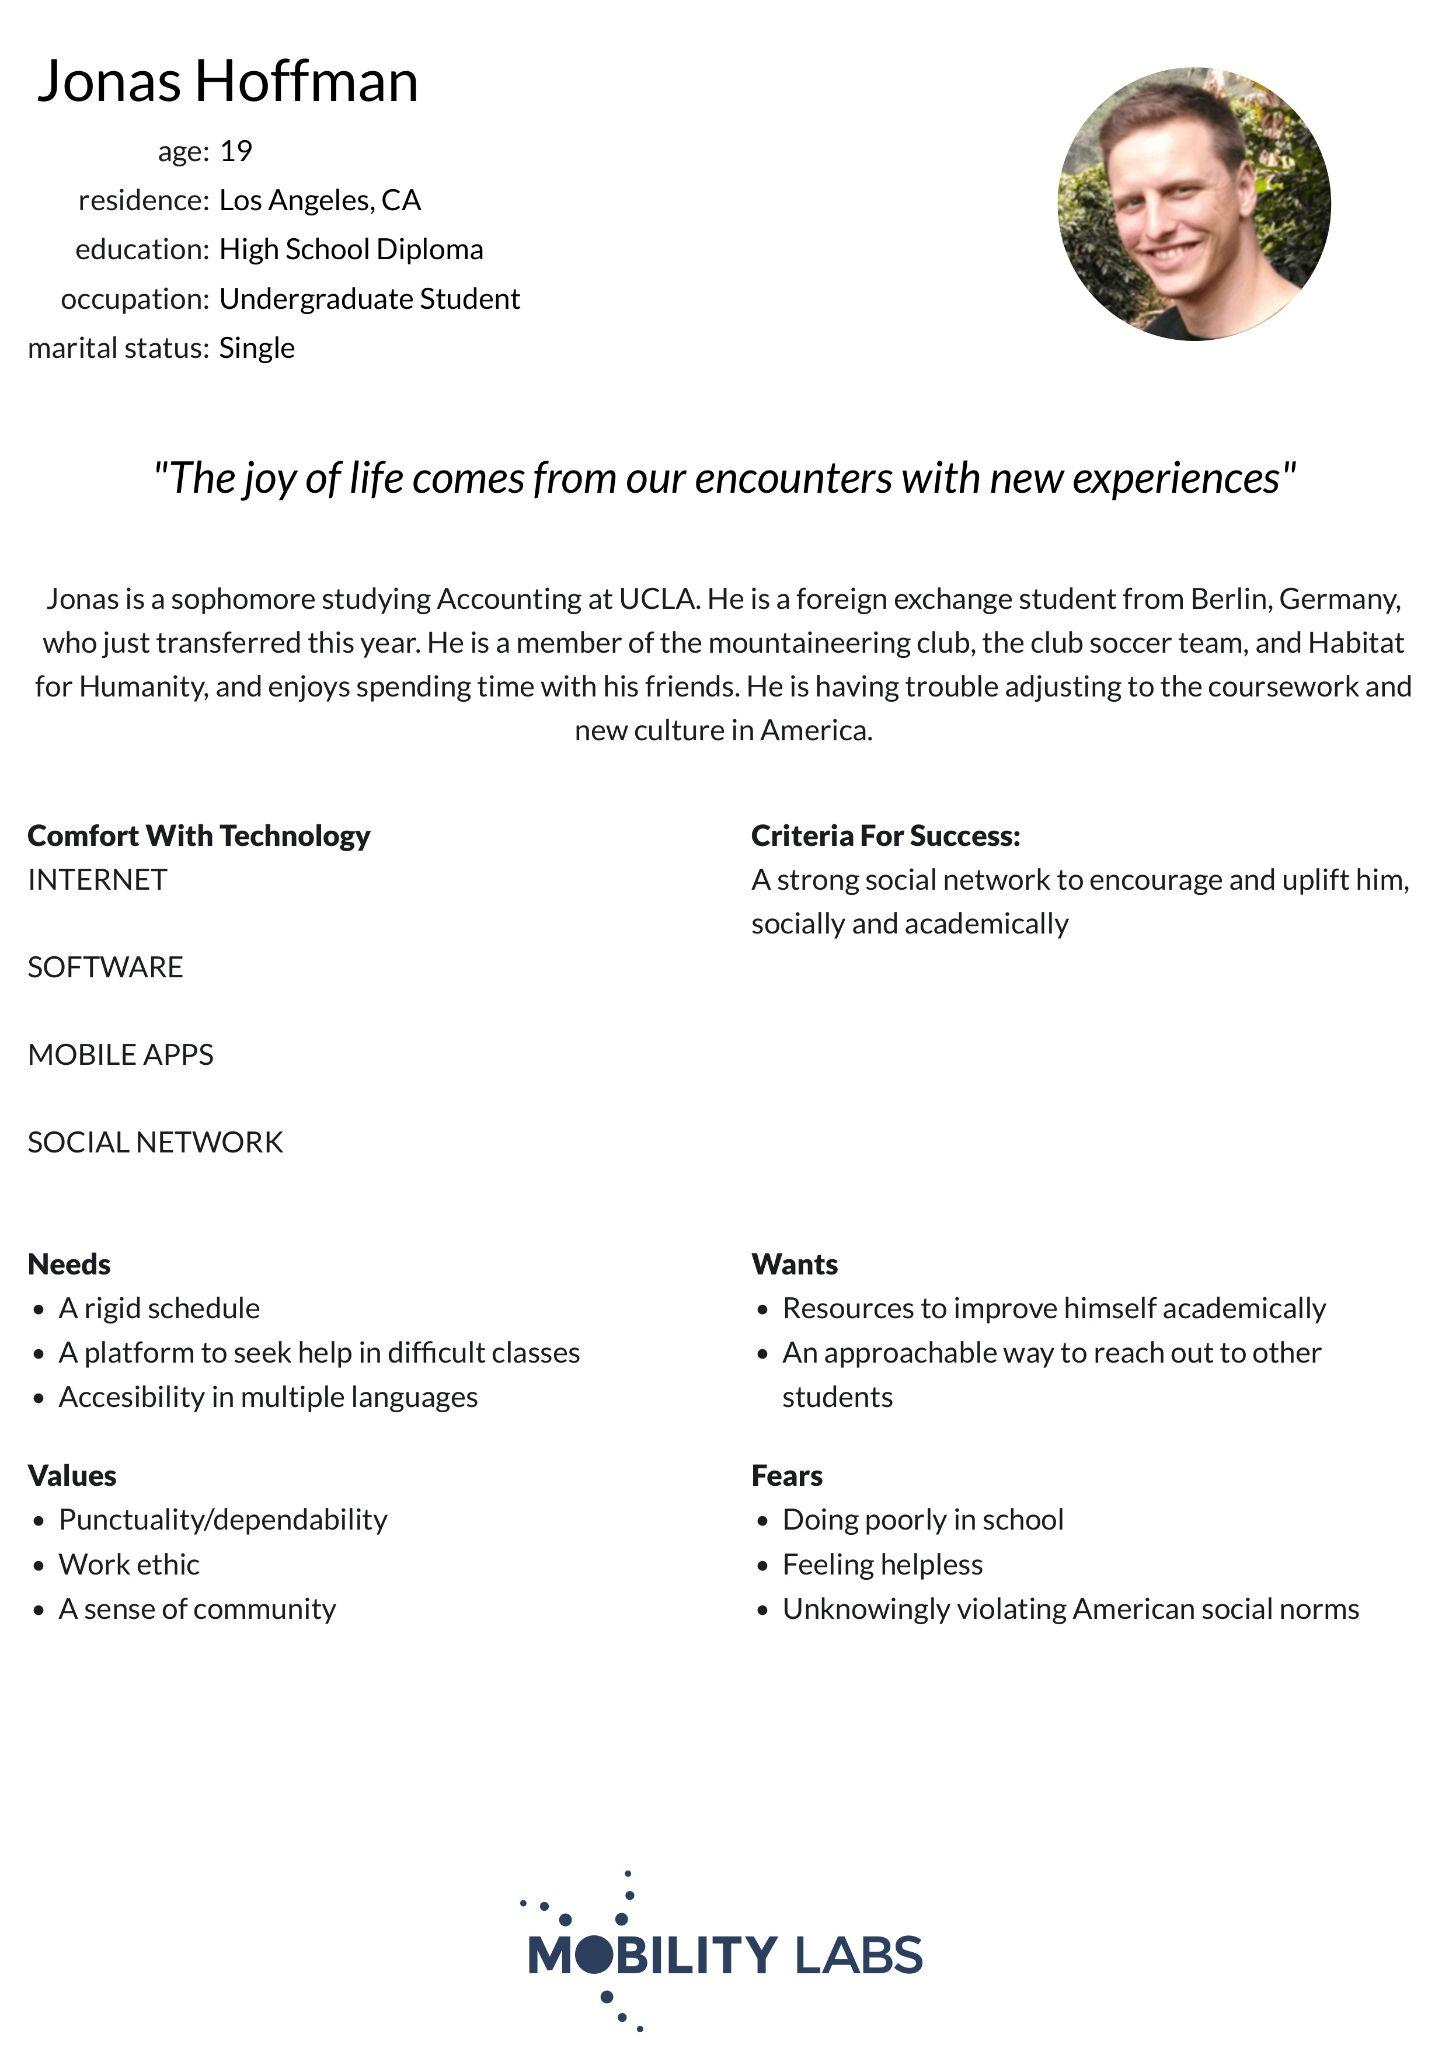 Jonas Hoffman
age: 19
residence: Los Angeles, CA
education: High School Diploma
occupation: Undergraduate Student
marital status: Single
"The joy of life comes from our encounters with new experiences"
Jonas is a sophomore studying Accounting at UCLA. He is a foreign exchange student from Berlin, Germany,
who just transferred this year. He is a member of the mountaineering club, the club soccer team, and Habitat
for Humanity, and enjoys spending time with his friends. He is having trouble adjusting to the coursework and
new culture in America.
Comfort With Technology
INTERNET
SOFTWARE
MOBILE APPS
SOCIAL NETWORK
Criteria For Success:
A strong social network to encourage and uplift him,
socially and academically
Needs
• A rigid schedule
• A platform to seek help in difficult classes
• Accesibility in multiple languages
Wants
• Resources to improve himself academically
• An approachable way to reach out to other
students
Values
• Punctuality/dependability
• Work ethic
• A sense of community
Fears
• Doing poorly in school
• Feeling helpless
• Unknowingly violating American social norms
MOBILITY LABS